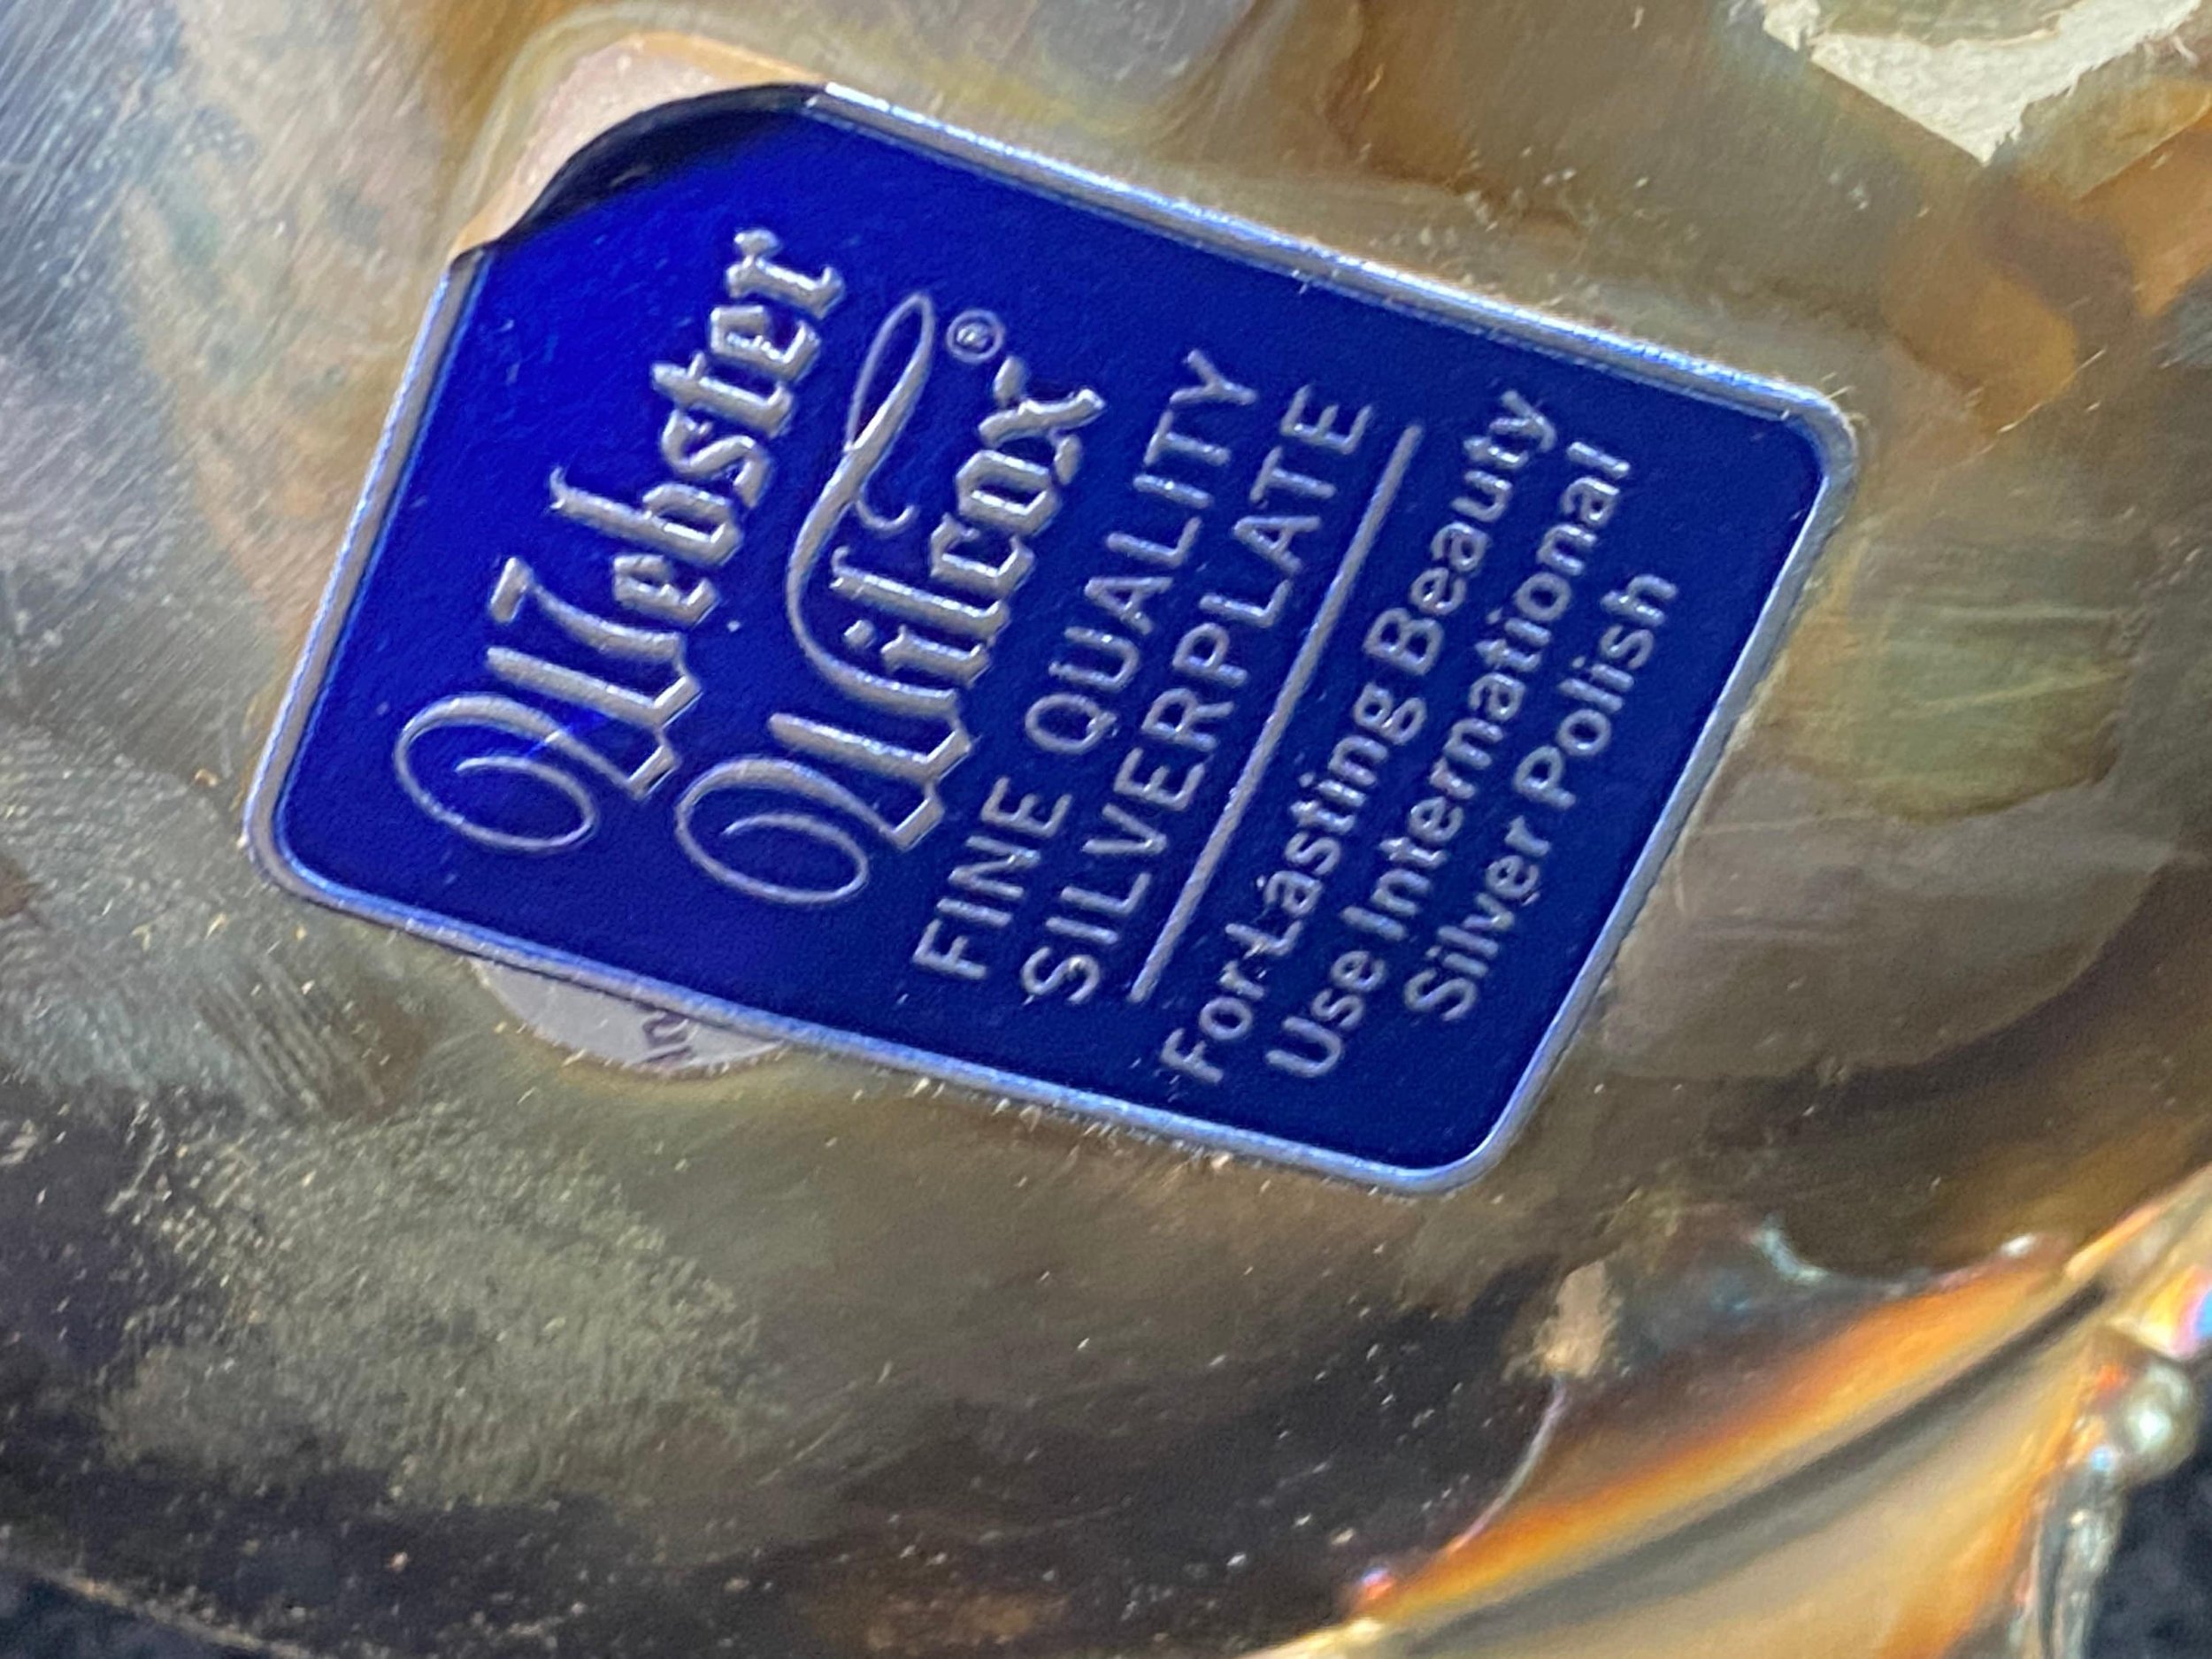 Webster
Wilcox®
FINE QUALITY
SILVERPLATE
For Lasting Beauty
Use International
Silver Polish